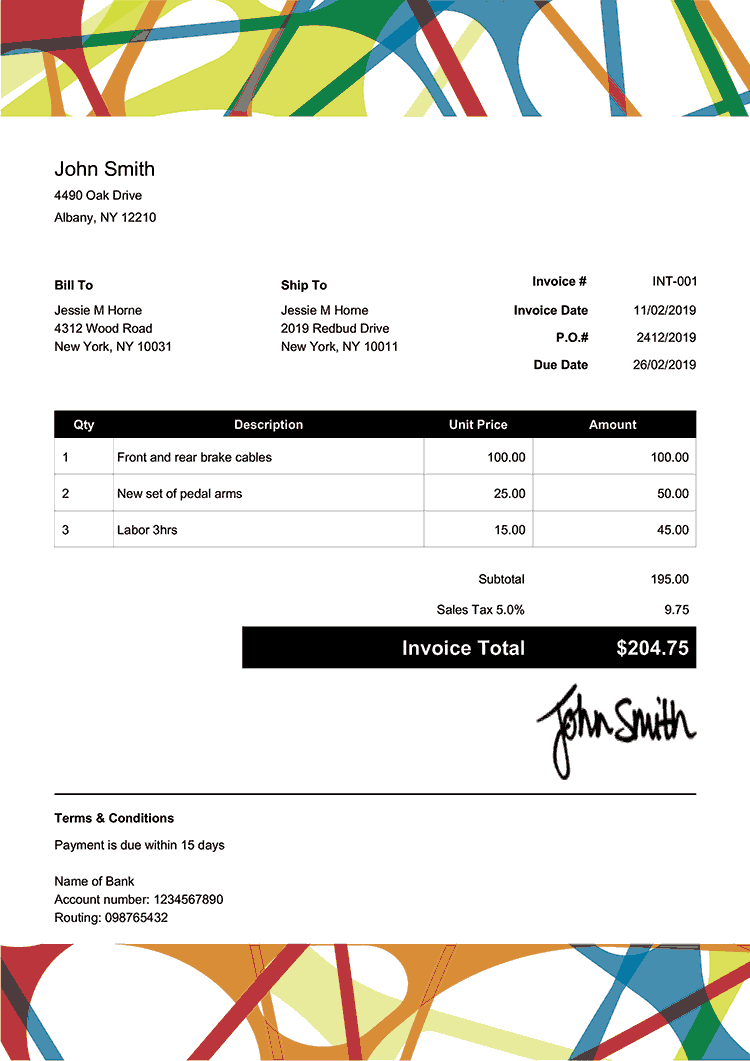 John Smith
4490 Oak Drive
Albany, NY 12210
Bill To
Jessie M Horne
4312 Wood Road
New York, NY 10031
Ship To
Jessie M Horne
2019 Redbud Drive
New York, NY 10011
Invoice # INT-001
Invoice Date 11/02/2019
P.O.# 2412/2019
Due Date 26/02/2019
Qty Description Unit Price Amount
1 Front and rear brake cables 100.00 100.00
2 New set of pedal arms 25.00 50.00
3 Labor 3hrs 15.00 45.00
Subtotal 195.00
Sales Tax 5.0% 9.75
Invoice Total $204.75
John Smith
Terms & Conditions
Payment is due within 15 days
Name of Bank
Account number: 1234567890
Routing: 098765432